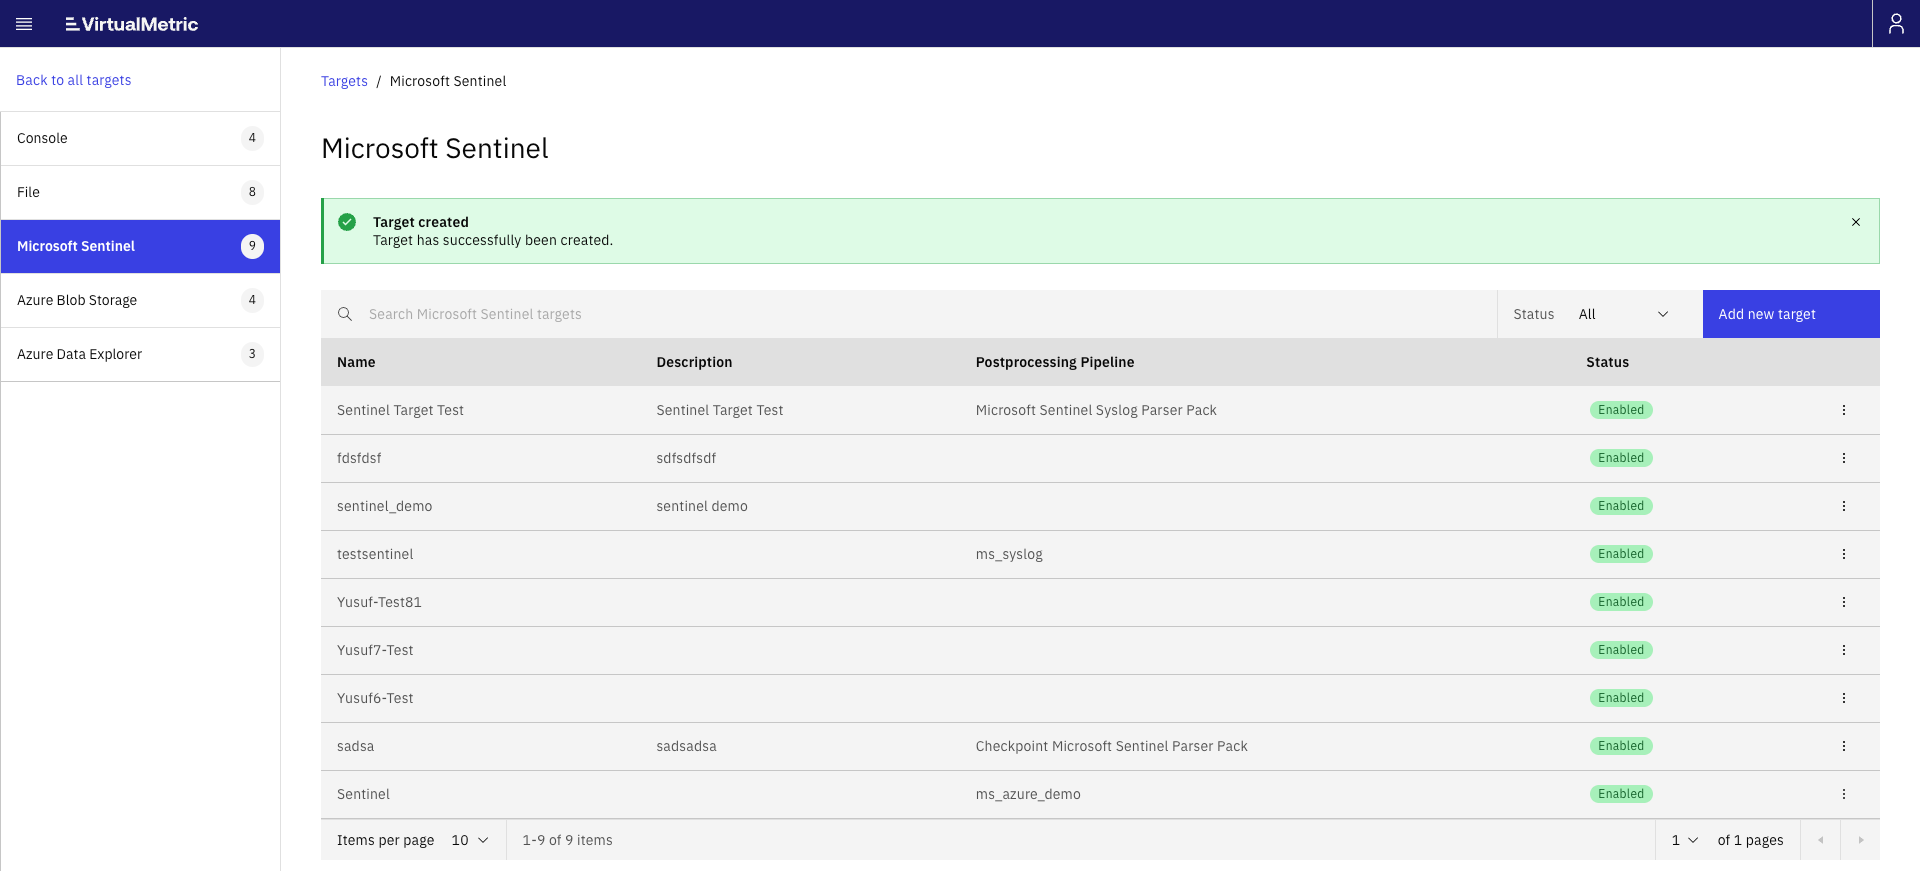 VirtualMetric
Back to all targets
Console 4
File 8
Microsoft Sentinel 9
Azure Blob Storage 4
Azure Data Explorer 3
Targets / Microsoft Sentinel
Microsoft Sentinel
Target created
Target has successfully been created.
Search Microsoft Sentinel targets Status All Add new target
Name Description Postprocessing Pipeline Status
Sentinel Target Test Sentinel Target Test Microsoft Sentinel Syslog Parser Pack Enabled
fdsfdsf sdfsdfsdf Enabled
sentinel_demo sentinel demo Enabled
testsentinel ms_syslog Enabled
Yusuf-Test81 Enabled
Yusuf7-Test Enabled
Yusuf6-Test Enabled
sadsa sadsadsa Checkpoint Microsoft Sentinel Parser Pack Enabled
Sentinel ms_azure_demo Enabled
Items per page 10 1-9 of 9 items 1 of 1 pages